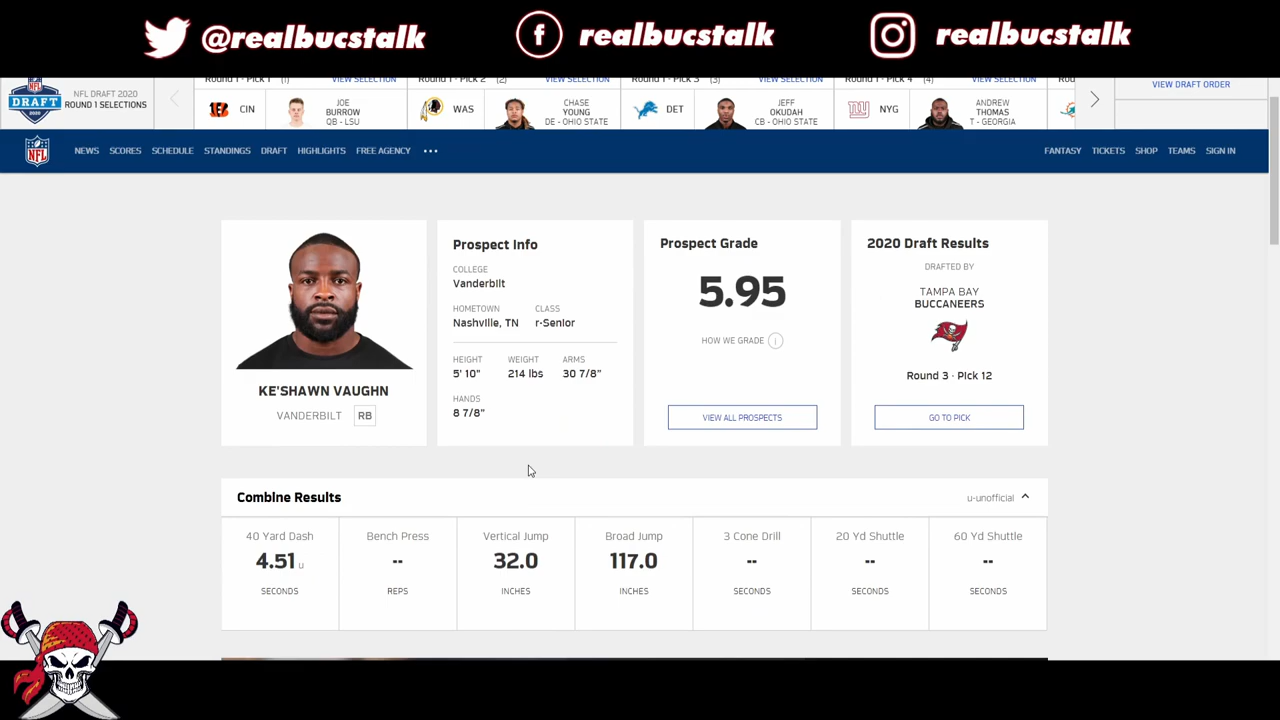 @realbucstalk
realbucstalk
realbucstalk
Round 1 · Pick 1 (1) VIEW SELECTION
Round 1 · Pick 2 (2) VIEW SELECTION
Round 1 · Pick 3 (3) VIEW SELECTION
Round 1 · Pick 4 (4) VIEW SELECTION
VIEW DRAFT ORDER
NFL
DRAFT
2020
NFL DRAFT 2020
ROUND 1 SELECTIONS
CIN
JOE
BURROW
QB - LSU
WAS
CHASE
YOUNG
DE - OHIO STATE
DET
JEFF
OKUDAH
CB - OHIO STATE
NYG
ANDREW
THOMAS
T - GEORGIA
NFL
NEWS SCORES SCHEDULE STANDINGS DRAFT HIGHLIGHTS FREE AGENCY •••
FANTASY TICKETS SHOP TEAMS SIGN IN
KE'SHAWN VAUGHN
VANDERBILT RB
Prospect Info
COLLEGE
Vanderbilt
HOMETOWN CLASS
Nashville, TN r-Senior
HEIGHT WEIGHT ARMS
5' 10" 214 lbs 30 7/8"
HANDS
8 7/8"
Prospect Grade
5.95
HOW WE GRADE i
VIEW ALL PROSPECTS
2020 Draft Results
DRAFTED BY
TAMPA BAY
BUCCANEERS
Round 3 · Pick 12
GO TO PICK
Combine Results u-unofficial
40 Yard Dash Bench Press Vertical Jump Broad Jump 3 Cone Drill 20 Yd Shuttle 60 Yd Shuttle
4.51 u -- 32.0 117.0 -- -- --
SECONDS REPS INCHES INCHES SECONDS SECONDS SECONDS